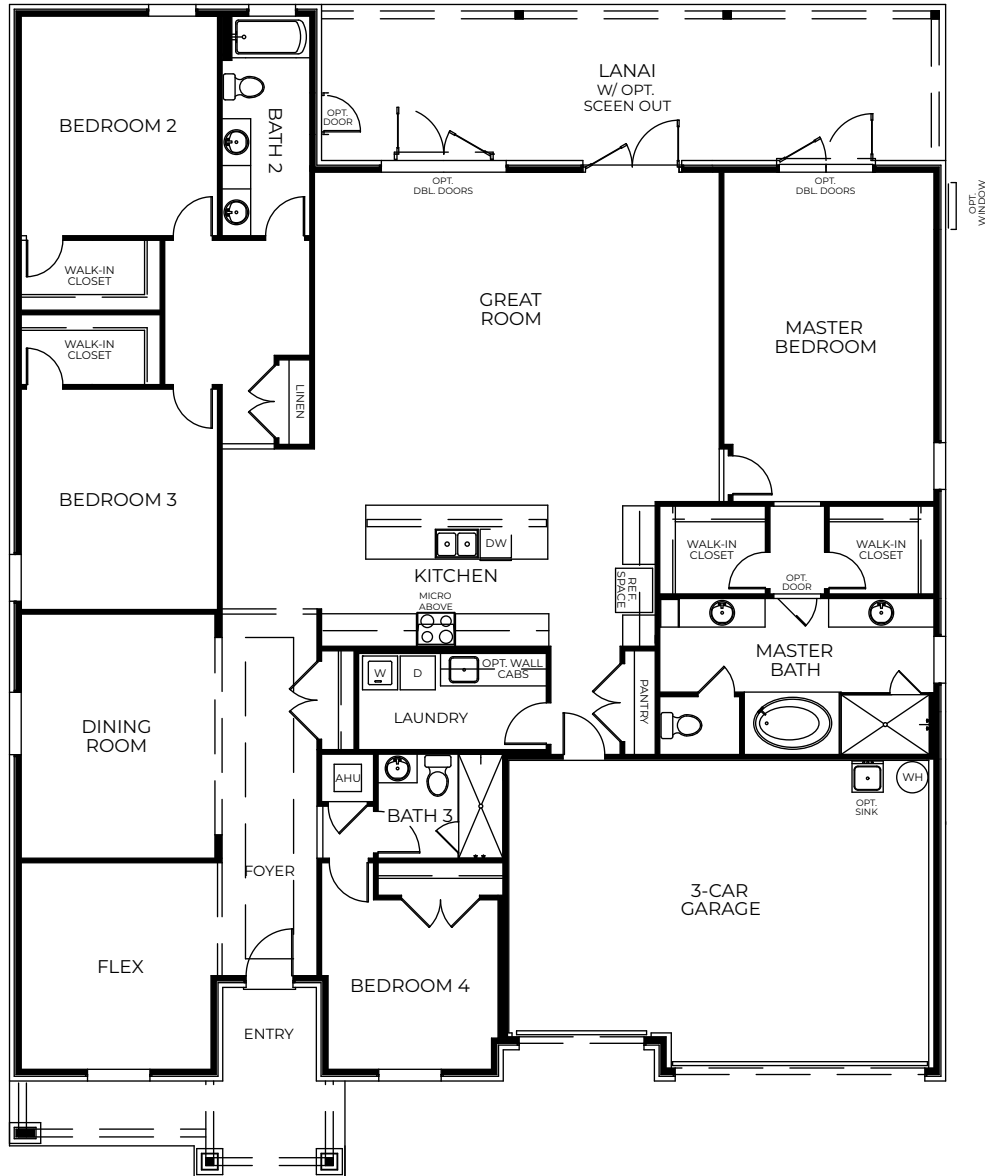 LANAI
W/ OPT.
SCEEN OUT
OPT.
DOOR
BEDROOM 2
BATH 2
OPT.
DBL. DOORS
OPT.
DBL. DOORS
OPT.
WINDOW
WALK-IN
CLOSET
GREAT
ROOM
MASTER
BEDROOM
WALK-IN
CLOSET
LINEN
BEDROOM 3
DW
KITCHEN
MICRO
ABOVE
REF.
SPACE
WALK-IN
CLOSET
OPT.
DOOR
WALK-IN
CLOSET
MASTER
BATH
W
D
OPT. WALL
CABS
LAUNDRY
PANTRY
DINING
ROOM
AHU
BATH 3
OPT.
SINK
WH
FOYER
3-CAR
GARAGE
FLEX
BEDROOM 4
ENTRY